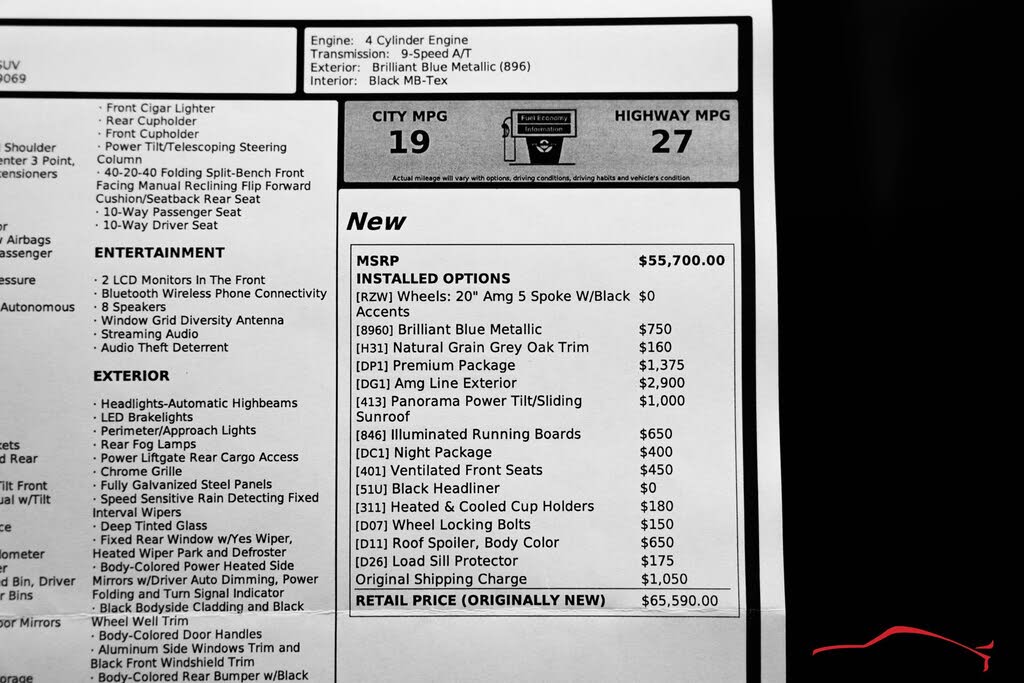 SUV
9069
Engine: 4 Cylinder Engine
Transmission: 9-Speed A/T
Exterior: Brilliant Blue Metallic (896)
Interior: Black MB-Tex
Shoulder
enter 3 Point,
ensioners
or
Airbags
assenger
essure
Autonomous
ets
d Rear
Tilt Front
ual w/Tilt
ce
lometer
er
d Bin, Driver
r Bins
oor Mirrors
orage
· Front Cigar Lighter
· Rear Cupholder
· Front Cupholder
· Power Tilt/Telescoping Steering
Column
· 40-20-40 Folding Split-Bench Front
Facing Manual Reclining Flip Forward
Cushion/Seatback Rear Seat
· 10-Way Passenger Seat
· 10-Way Driver Seat
ENTERTAINMENT
· 2 LCD Monitors In The Front
· Bluetooth Wireless Phone Connectivity
· 8 Speakers
· Window Grid Diversity Antenna
· Streaming Audio
· Audio Theft Deterrent
EXTERIOR
· Headlights-Automatic Highbeams
· LED Brakelights
· Perimeter/Approach Lights
· Rear Fog Lamps
· Power Liftgate Rear Cargo Access
· Chrome Grille
· Fully Galvanized Steel Panels
· Speed Sensitive Rain Detecting Fixed
Interval Wipers
· Deep Tinted Glass
· Fixed Rear Window w/Yes Wiper,
Heated Wiper Park and Defroster
· Body-Colored Power Heated Side
Mirrors w/Driver Auto Dimming, Power
Folding and Turn Signal Indicator
· Black Bodyside Cladding and Black
Wheel Well Trim
· Body-Colored Door Handles
· Aluminum Side Windows Trim and
Black Front Windshield Trim
· Body-Colored Rear Bumper w/Black
CITY MPG
19
Fuel Economy
Information
HIGHWAY MPG
27
Actual mileage will vary with options, driving conditions, driving habits and vehicle's condition
New
MSRP $55,700.00
INSTALLED OPTIONS
[RZW] Wheels: 20" Amg 5 Spoke W/Black $0
Accents
[8960] Brilliant Blue Metallic $750
[H31] Natural Grain Grey Oak Trim $160
[DP1] Premium Package $1,375
[DG1] Amg Line Exterior $2,900
[413] Panorama Power Tilt/Sliding $1,000
Sunroof
[846] Illuminated Running Boards $650
[DC1] Night Package $400
[401] Ventilated Front Seats $450
[51U] Black Headliner $0
[311] Heated & Cooled Cup Holders $180
[D07] Wheel Locking Bolts $150
[D11] Roof Spoiler, Body Color $650
[D26] Load Sill Protector $175
Original Shipping Charge $1,050
RETAIL PRICE (ORIGINALLY NEW) $65,590.00